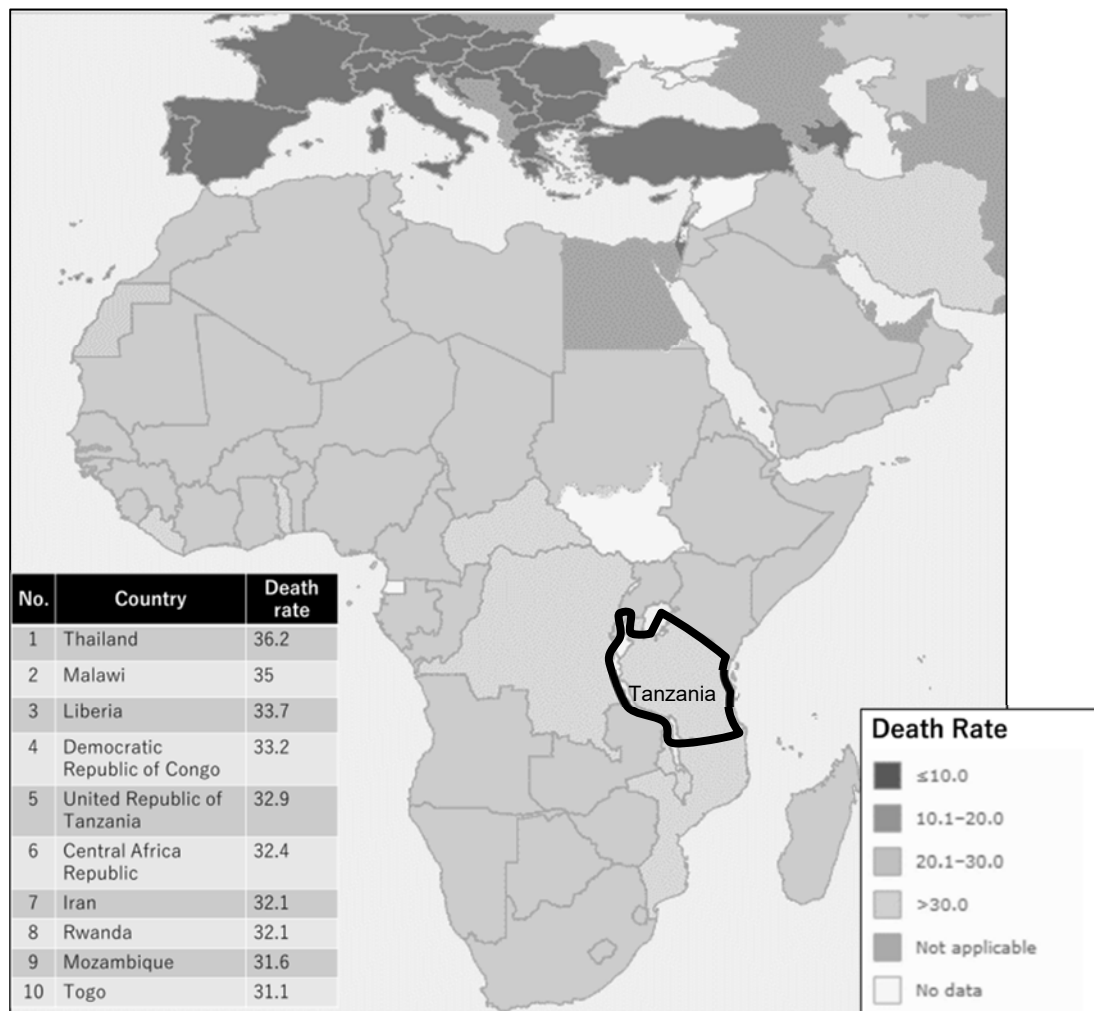 No. Country Death rate
1 Thailand 36.2
2 Malawi 35
3 Liberia 33.7
4 Democratic Republic of Congo 33.2
5 United Republic of Tanzania 32.9
6 Central Africa Republic 32.4
7 Iran 32.1
8 Rwanda 32.1
9 Mozambique 31.6
10 Togo 31.1
Tanzania
Death Rate
≤10.0
10.1–20.0
20.1–30.0
>30.0
Not applicable
No data